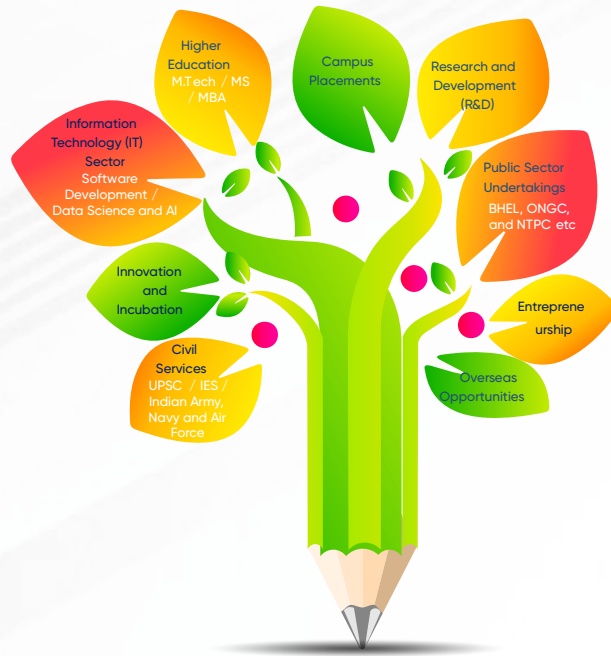 Higher
Education
M.Tech / MS
/ MBA
Campus
Placements
Research and
Development
(R&D)
Information
Technology (IT)
Sector
Software
Development /
Data Science and AI
Public Sector
Undertakings
BHEL, ONGC,
and NTPC etc
Innovation
and
Incubation
Entreprene
urship
Civil
Services
UPSC / IES /
Indian Army,
Navy and Air
Force
Overseas
Opportunities